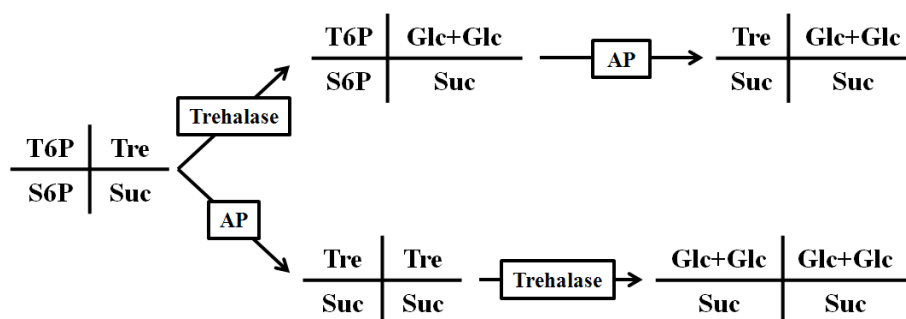 T6P Glc+Glc
S6P Suc
AP
Tre Glc+Glc
Suc Suc
Trehalase
T6P Tre
S6P Suc
AP
Tre Tre
Suc Suc
Trehalase
Glc+Glc Glc+Glc
Suc Suc